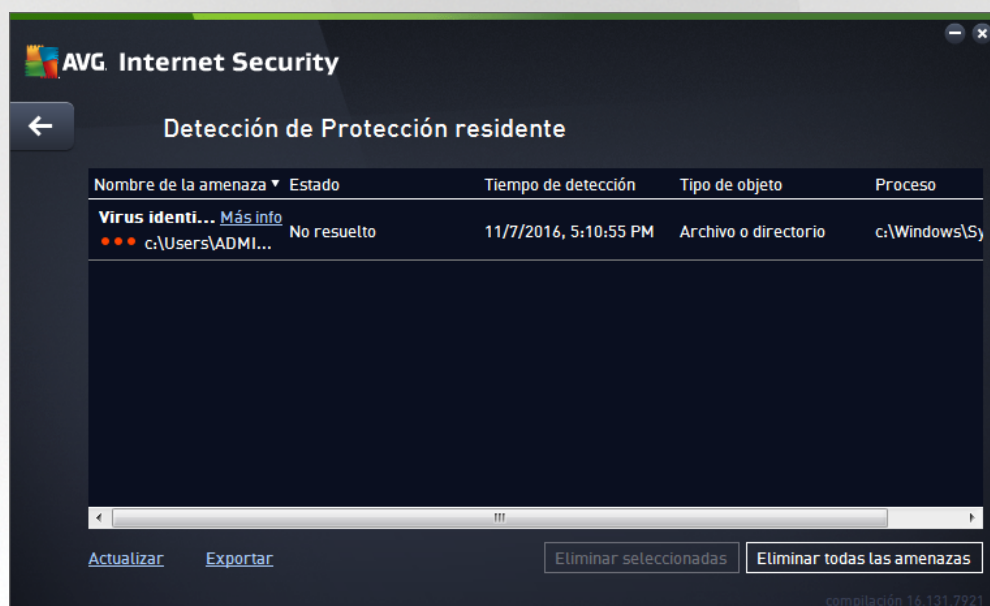 AVG. Internet Security
Detección de Protección residente
Nombre de la amenaza Estado Tiempo de detección Tipo de objeto Proceso
Virus identi... Más info
c:\Users\ADMI...
No resuelto 11/7/2016, 5:10:55 PM Archivo o directorio c:\Windows\Sy
Actualizar Exportar Eliminar seleccionadas Eliminar todas las amenazas
compilación 16.131.7921